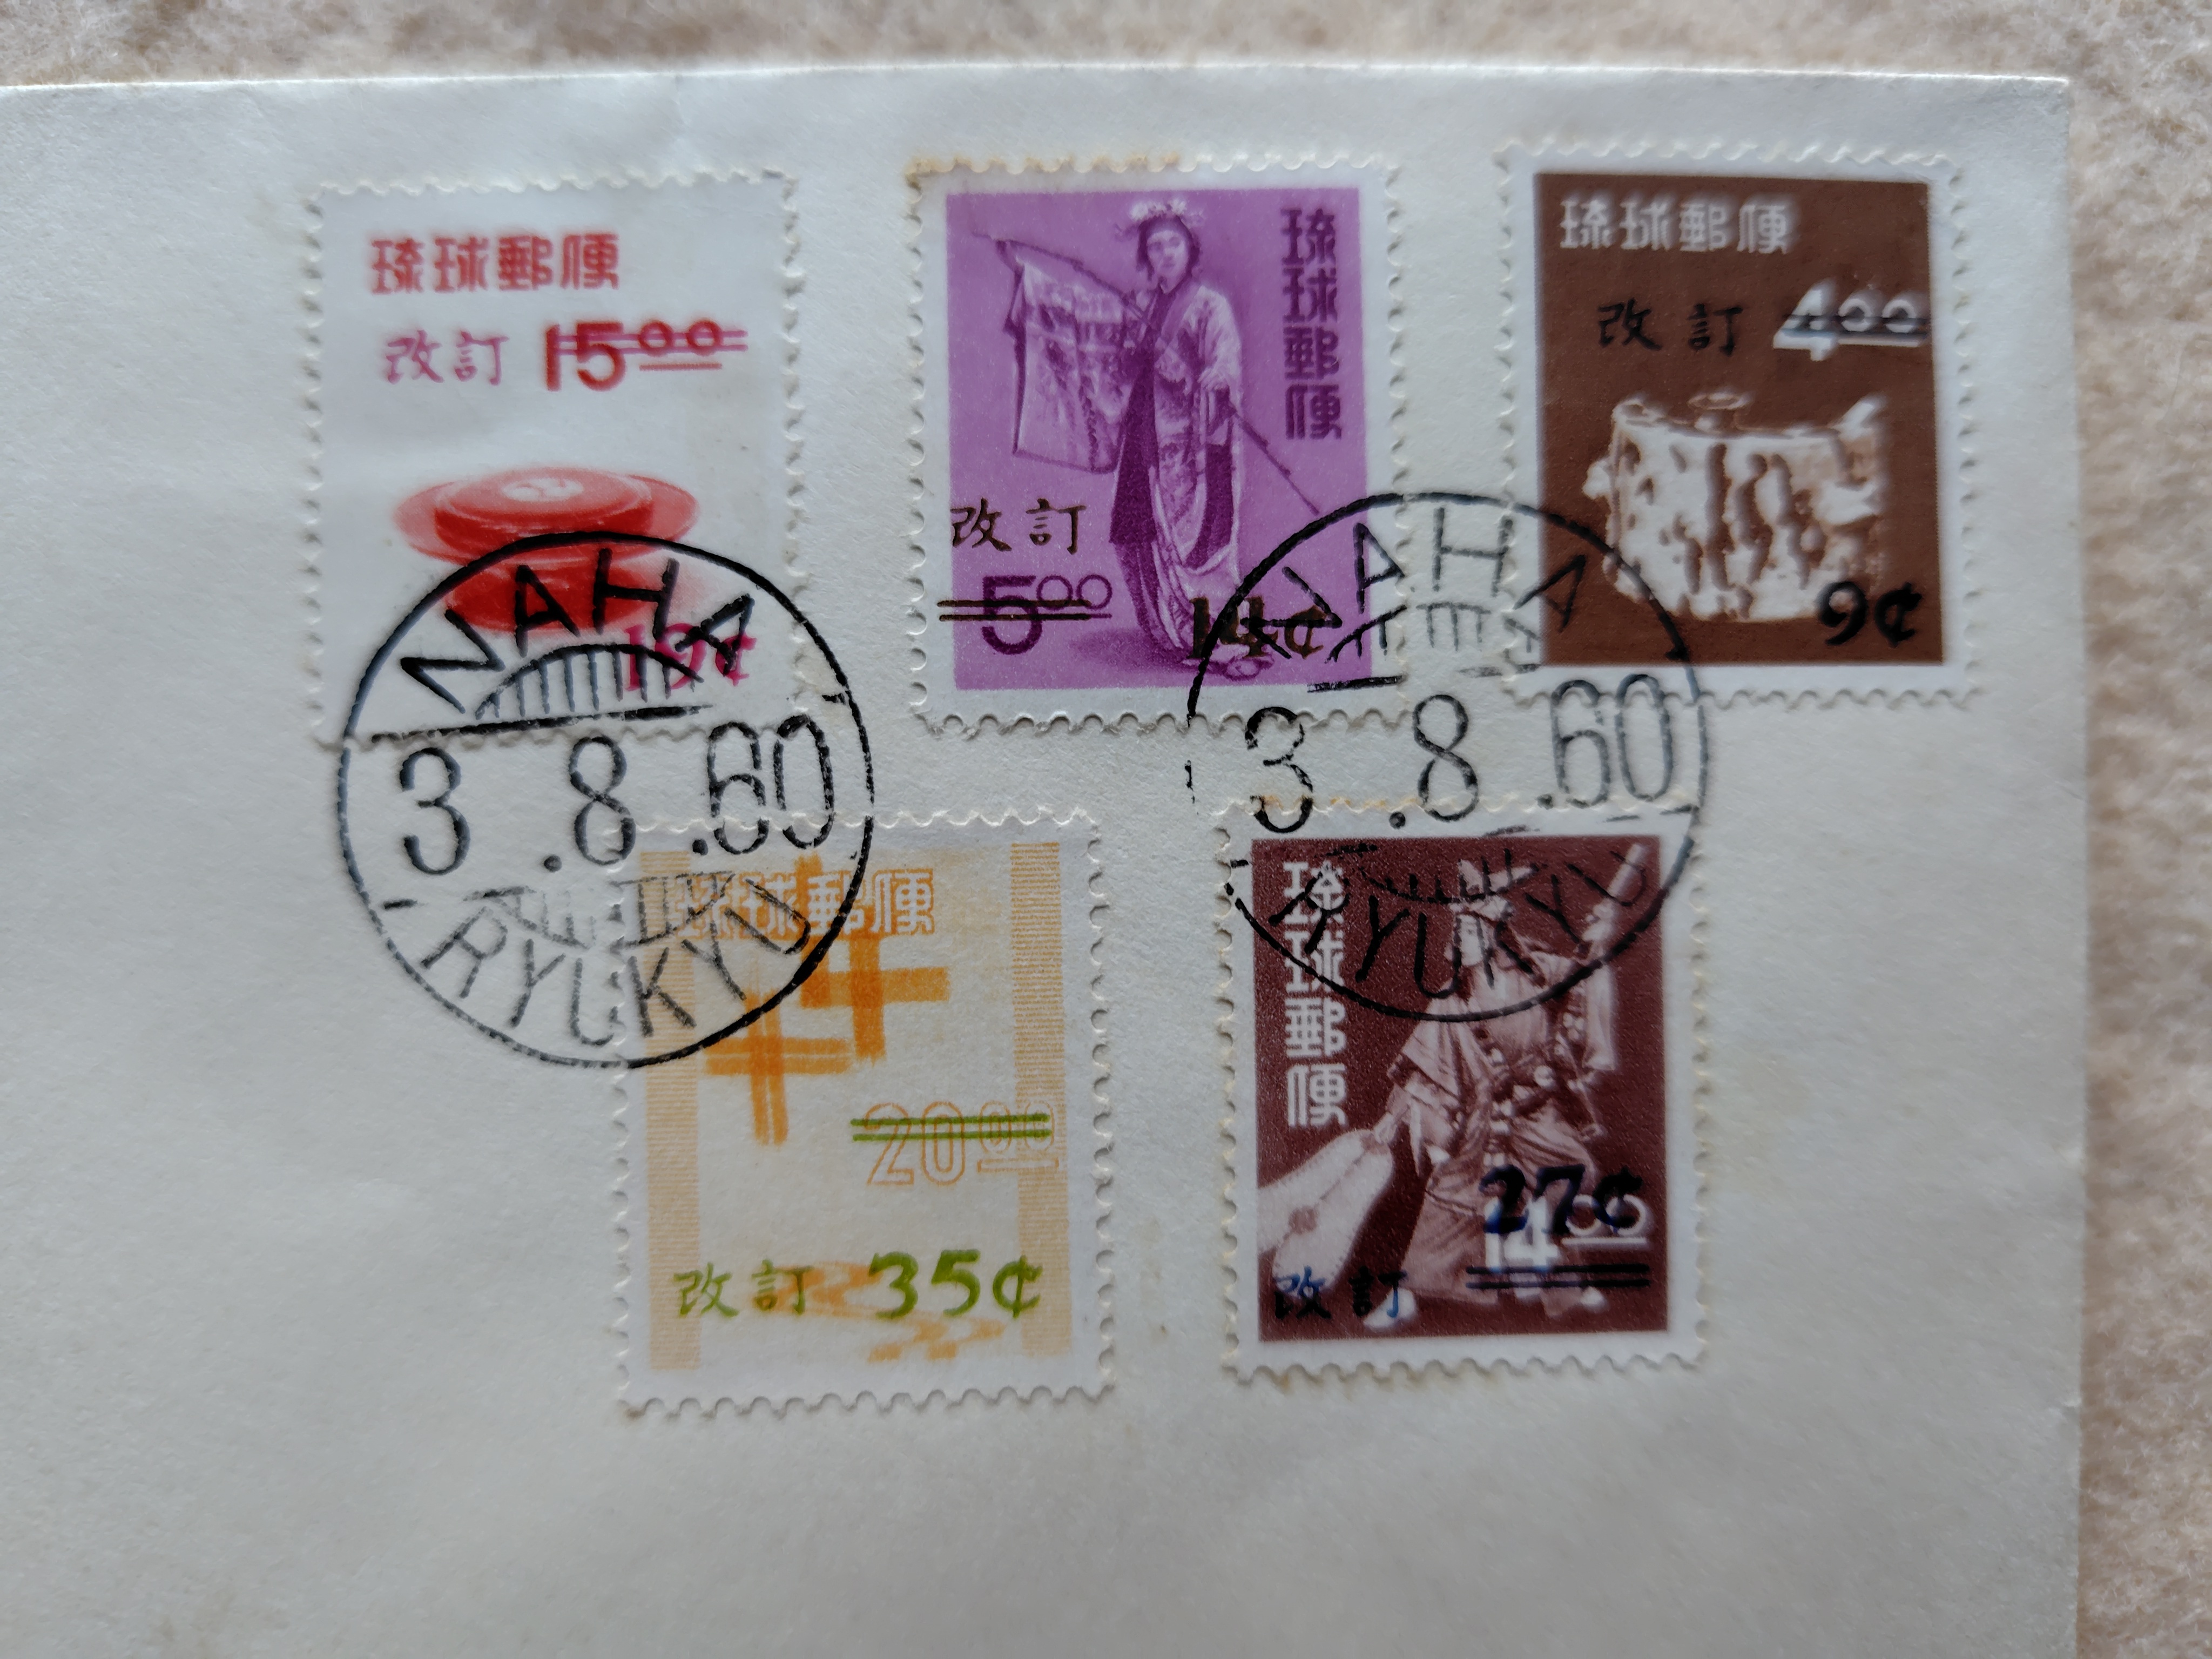 琉球郵便
改訂 15.00
19¢
琉球郵便
改訂
5.00
14¢
琉球郵便
改訂 4.00
9¢
NAHA
3.8.60
RYUKYU
NAHA
3.8.60
RYUKYU
琉球郵便
20.00
改訂 35¢
琉球郵便
27¢
14.00
改訂